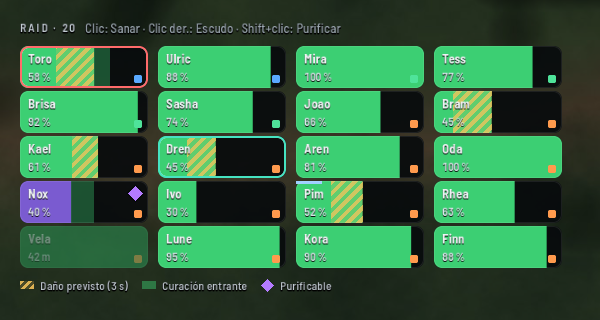 RAID · 20 Clic: Sanar · Clic der.: Escudo · Shift+clic: Purificar
Toro Ulric Mira Tess
58 % 88 % 100 % 77 %
Brisa Sasha Joao Bram
92 % 74 % 66 % 45 %
Kael Dren Aren Oda
61 % 45 % 81 % 100 %
Nox Ivo Pim Rhea
40 % 30 % 52 % 63 %
Vela Lune Kora Finn
42 m 95 % 90 % 88 %
Daño previsto (3 s) Curación entrante Purificable